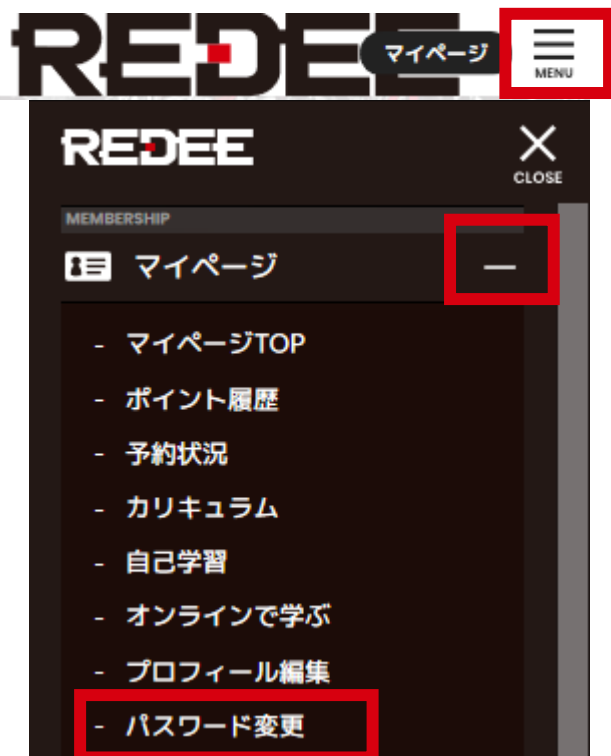 REDEE
マイページ
MENU
REDEE
CLOSE
MEMBERSHIP
マイページ
- マイページTOP
- ポイント履歴
- 予約状況
- カリキュラム
- 自己学習
- オンラインで学ぶ
- プロフィール編集
- パスワード変更